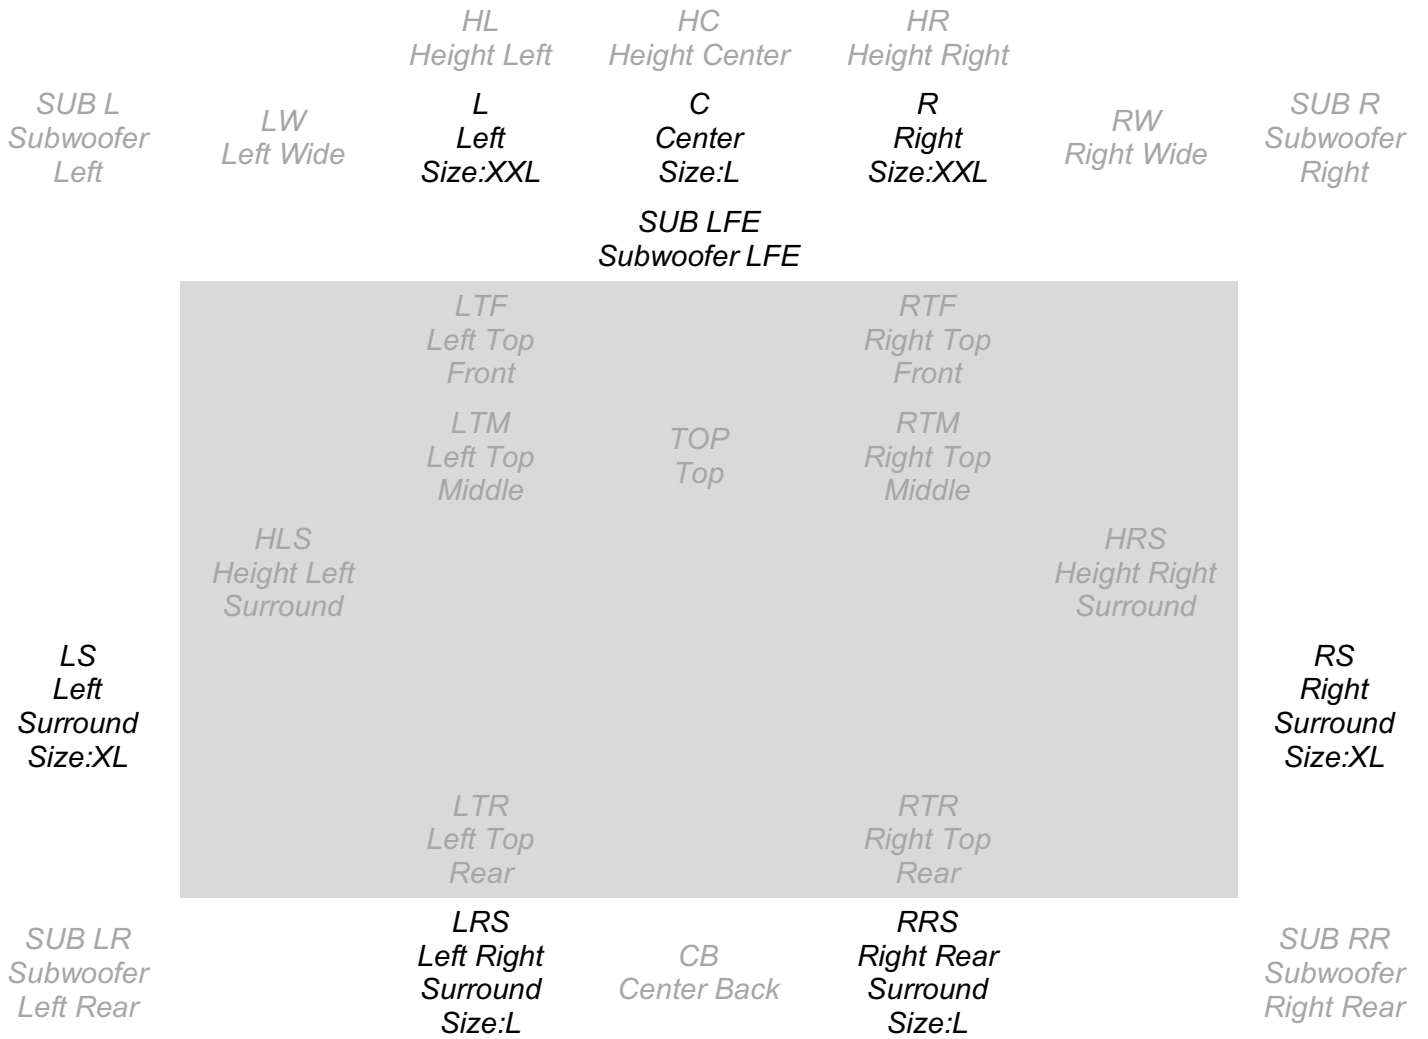 HL
Height Left
HC
Height Center
HR
Height Right
SUB L
Subwoofer
Left
LW
Left Wide
L
Left
Size:XXL
C
Center
Size:L
R
Right
Size:XXL
RW
Right Wide
SUB R
Subwoofer
Right
SUB LFE
Subwoofer LFE
LTF
Left Top
Front
RTF
Right Top
Front
LTM
Left Top
Middle
TOP
Top
RTM
Right Top
Middle
HLS
Height Left
Surround
HRS
Height Right
Surround
LS
Left
Surround
Size:XL
RS
Right
Surround
Size:XL
LTR
Left Top
Rear
RTR
Right Top
Rear
SUB LR
Subwoofer
Left Rear
LRS
Left Right
Surround
Size:L
CB
Center Back
RRS
Right Rear
Surround
Size:L
SUB RR
Subwoofer
Right Rear